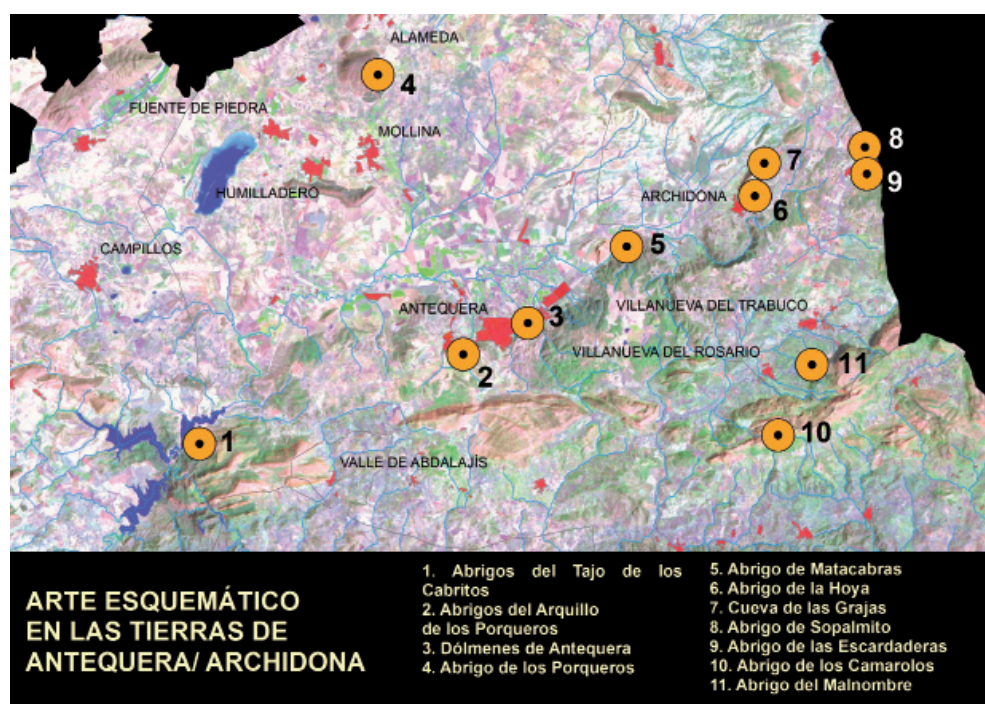 ALAMEDA
4
FUENTE DE PIEDRA
MOLLINA
8
7
9
HUMILLADERO
ARCHIDONA
6
CAMPILLOS
5
ANTEQUERA
3
VILLANUEVA DEL TRABUCO
VILLANUEVA DEL ROSARIO
11
2
1
10
VALLE DE ABDALAJÍS
ARTE ESQUEMÁTICO
EN LAS TIERRAS DE
ANTEQUERA/ ARCHIDONA
1. Abrigos del Tajo de los
Cabritos
2. Abrigos del Arquillo
de los Porqueros
3. Dólmenes de Antequera
4. Abrigo de los Porqueros
5. Abrigo de Matacabras
6. Abrigo de la Hoya
7. Cueva de las Grajas
8. Abrigo de Sopalmito
9. Abrigo de las Escardaderas
10. Abrigo de los Camarolos
11. Abrigo del Malnombre